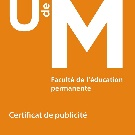 U de M
Faculté de l'éducation
permanente
Certificat de publicité